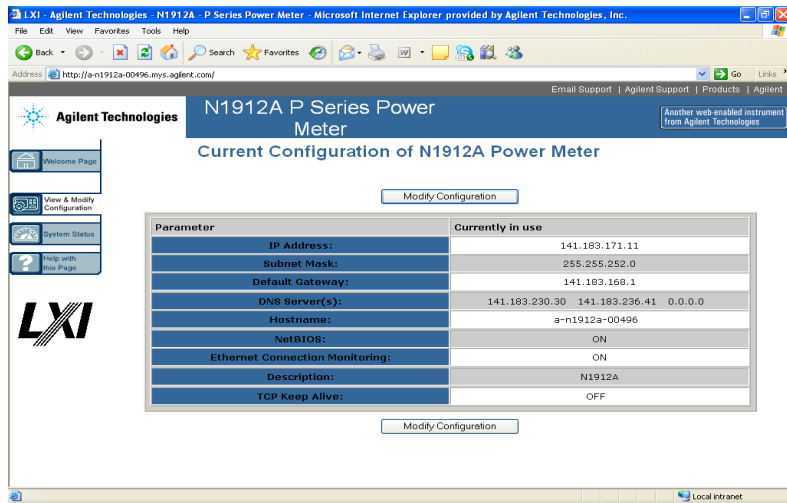 LXI - Agilent Technologies - N1912A - P Series Power Meter - Microsoft Internet Explorer provided by Agilent Technologies, Inc.
File Edit View Favorites Tools Help
Back Search Favorites
Address http://a-n1912a-00496.mys.agilent.com/ Go Links
Email Support | Agilent Support | Products | Agilent
Agilent Technologies
N1912A P Series Power
Meter
Another web-enabled instrument
from Agilent Technologies
Welcome Page
View & Modify
Configuration
System Status
Help with
this Page
LXI
Current Configuration of N1912A Power Meter
Modify Configuration
Parameter Currently in use
IP Address: 141.183.171.11
Subnet Mask: 255.255.252.0
Default Gateway: 141.183.168.1
DNS Server(s): 141.183.230.30 141.183.236.41 0.0.0.0
Hostname: a-n1912a-00496
NetBIOS: ON
Ethernet Connection Monitoring: ON
Description: N1912A
TCP Keep Alive: OFF
Modify Configuration
Local intranet